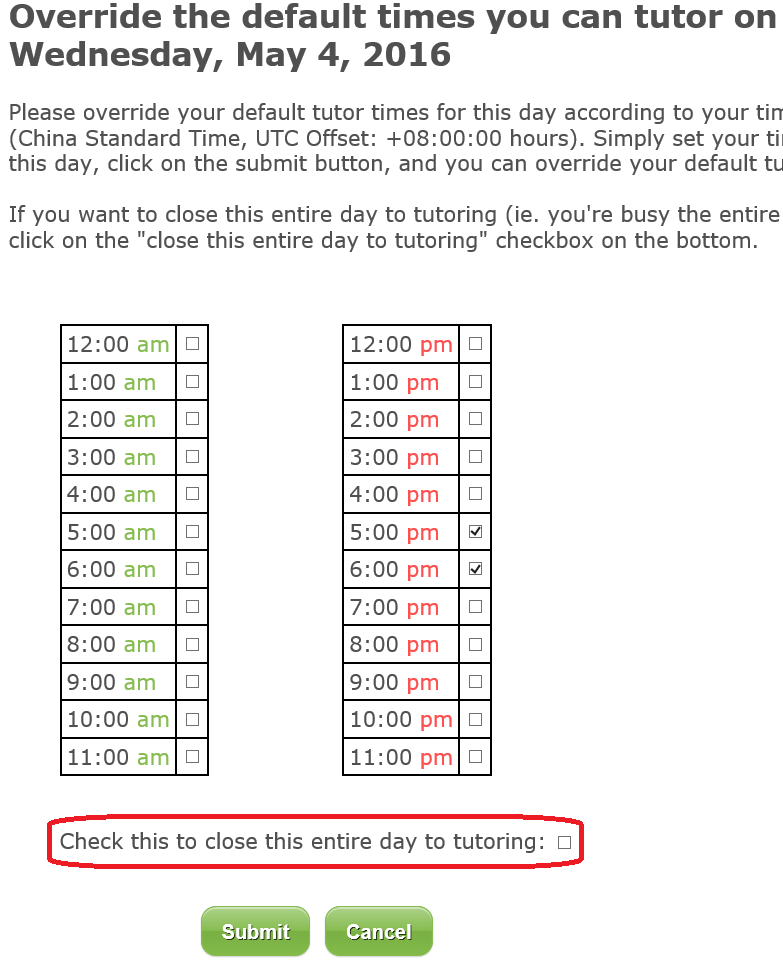 Override the default times you can tutor on
Wednesday, May 4, 2016
Please override your default tutor times for this day according to your tim
(China Standard Time, UTC Offset: +08:00:00 hours). Simply set your ti
this day, click on the submit button, and you can override your default tu
If you want to close this entire day to tutoring (ie. you're busy the entire
click on the "close this entire day to tutoring" checkbox on the bottom.
12:00 am
1:00 am
2:00 am
3:00 am
4:00 am
5:00 am
6:00 am
7:00 am
8:00 am
9:00 am
10:00 am
11:00 am
12:00 pm
1:00 pm
2:00 pm
3:00 pm
4:00 pm
5:00 pm
6:00 pm
7:00 pm
8:00 pm
9:00 pm
10:00 pm
11:00 pm
Check this to close this entire day to tutoring:
Submit
Cancel